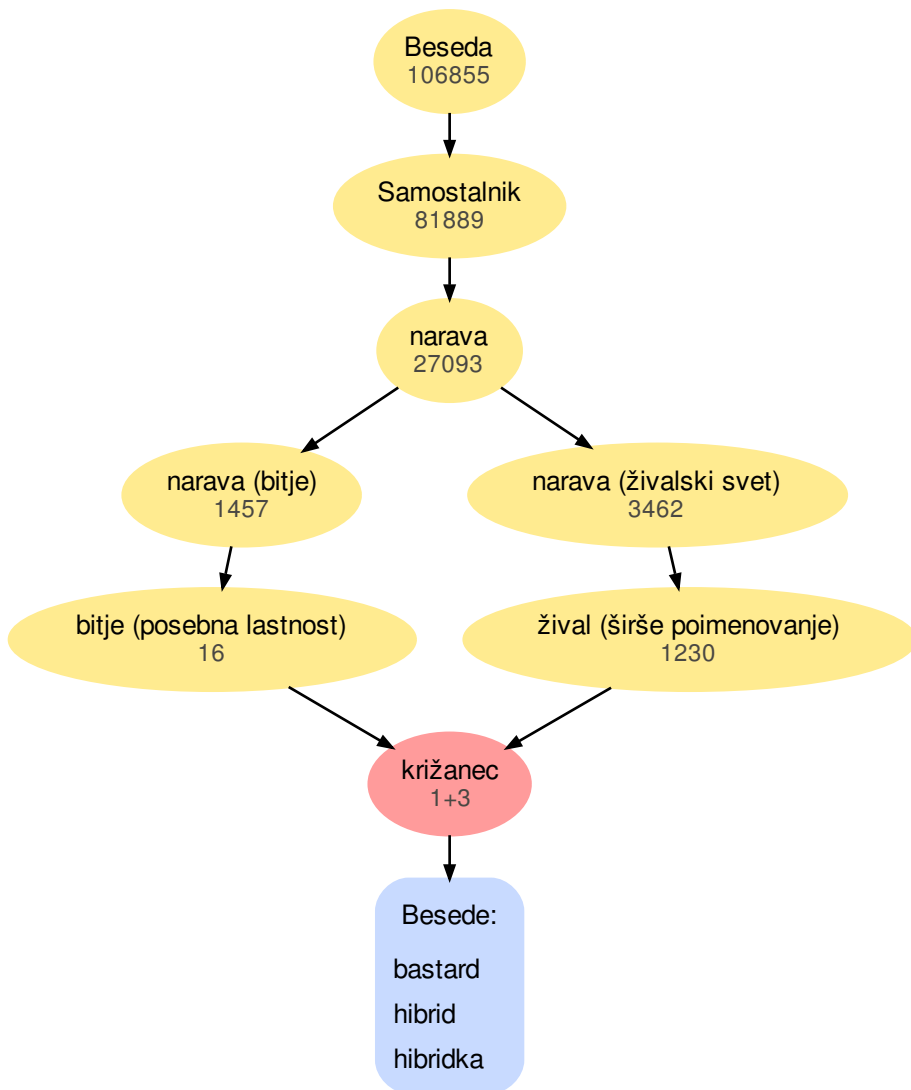 Beseda
106855
Samostalnik
81889
narava
27093
narava (bitje)
1457
narava (živalski svet)
3462
bitje (posebna lastnost)
16
žival (širše poimenovanje)
1230
križanec
1+3
Besede:
bastard
hibrid
hibridka